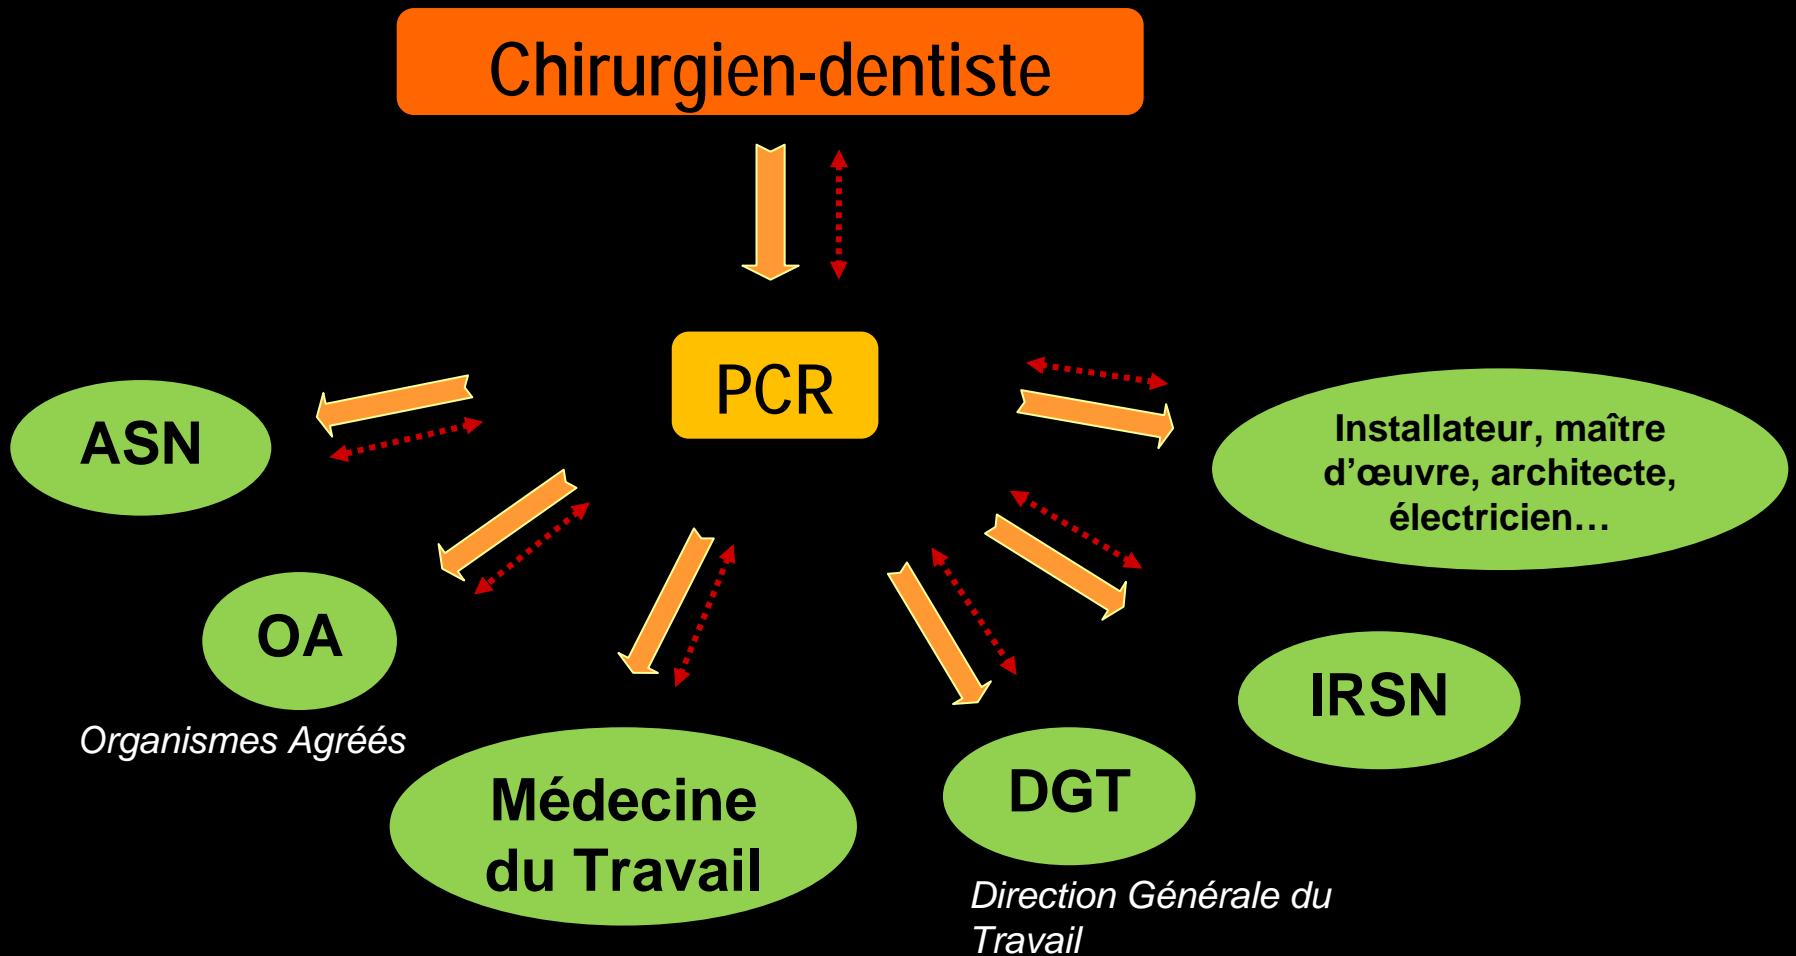 Chirurgien-dentiste
PCR
ASN
Installateur, maître
d’œuvre, architecte,
électricien…
OA
Organismes Agréés
IRSN
Médecine
du Travail
DGT
Direction Générale du
Travail